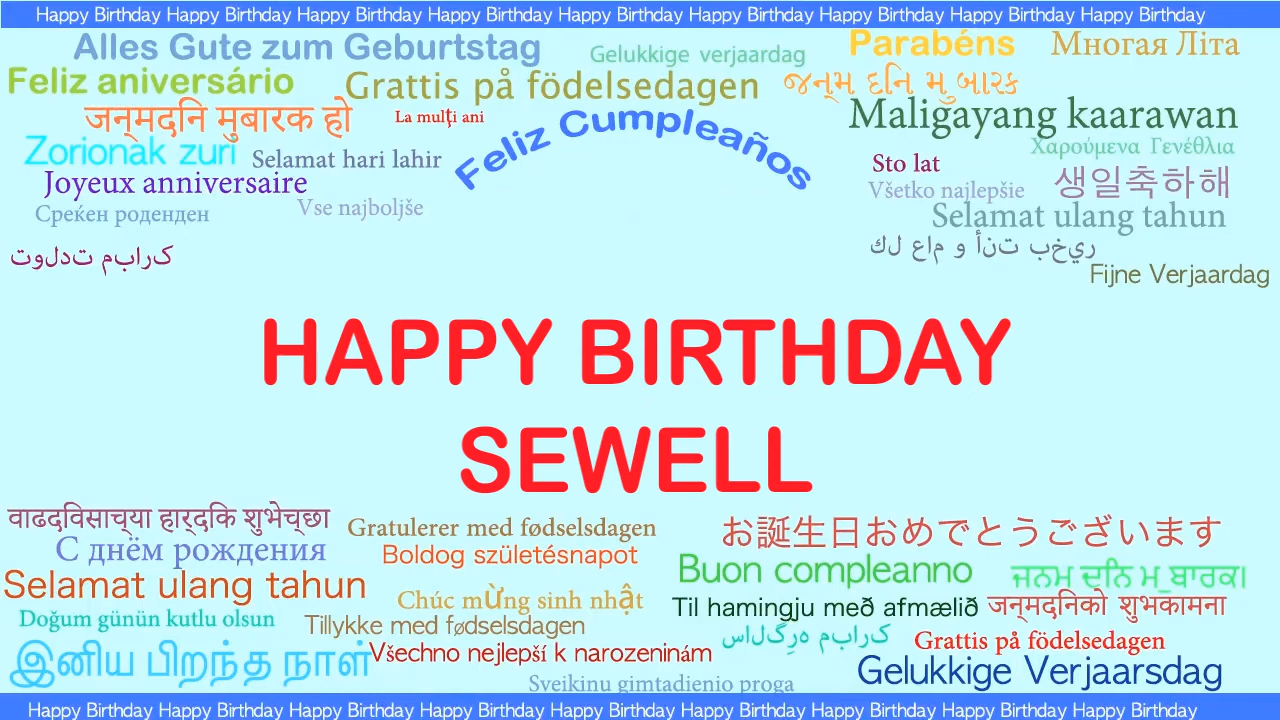 Happy Birthday Happy Birthday Happy Birthday Happy Birthday Happy Birthday Happy Birthday Happy Birthday Happy Birthday Happy Birthday
Alles Gute zum Geburtstag
Gelukkige verjaardag
Parabéns
Многая Літа
Feliz aniversário
Grattis på födelsedagen
જન્મ દિન મુ બારક
जन्मदिन मुबारक हो
La mulţi ani
Feliz Cumpleaños
Maligayang kaarawan
Zorionak zuri
Selamat hari lahir
Sto lat
Χαρούμενα Γενέθλια
Joyeux anniversaire
Všetko najlepšie
생일축하해
Среќен роденден
Vse najboljše
Selamat ulang tahun
تولدت مبارک
كل عام و أنت بخير
Fijne Verjaardag
HAPPY BIRTHDAY
SEWELL
वाढदिवसाच्या हार्दिक शुभेच्छा
Gratulerer med fødselsdagen
お誕生日おめでとうございます
С днём рождения
Boldog születésnapot
Selamat ulang tahun
Buon compleanno
ਜਨਮ ਦਿਨ ਮੁਬਾਰਕ।
Chúc mừng sinh nhật
Til hamingju með afmælið
जन्मदिनको शुभकामना
Doğum günün kutlu olsun
Tillykke med fødselsdagen
سالگرہ مبارک
Grattis på födelsedagen
இனிய பிறந்த நாள்
Všechno nejlepší k narozeninám
Gelukkige Verjaarsdag
Sveikinu gimtadienio proga
Happy Birthday Happy Birthday Happy Birthday Happy Birthday Happy Birthday Happy Birthday Happy Birthday Happy Birthday Happy Birthday